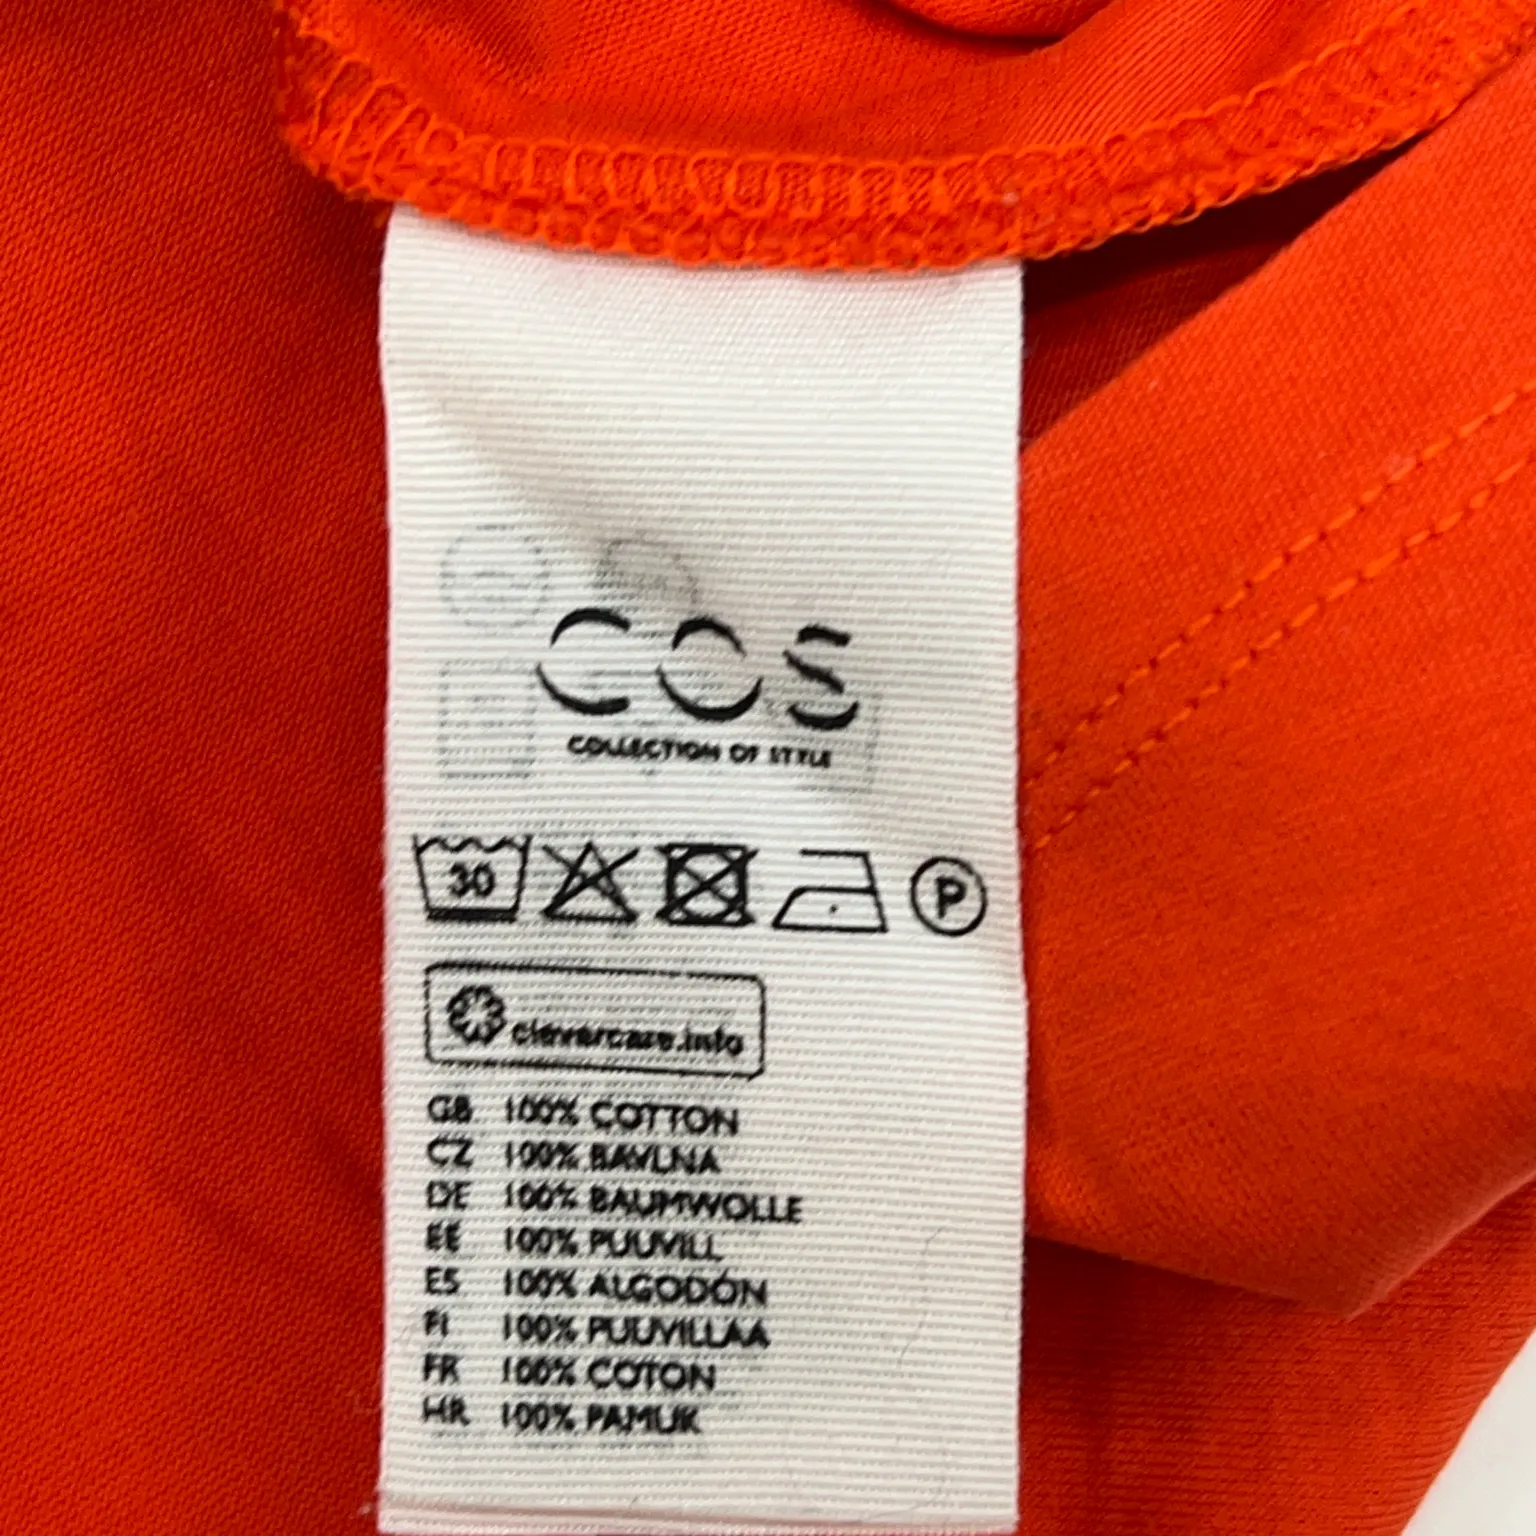 COS
COLLECTION OF STYLE
30 P
clevercare.info
GB 100% COTTON
CZ 100% BAVLNA
DE 100% BAUMWOLLE
EE 100% PUUVILL
ES 100% ALGODÓN
FI 100% PUUVILLAA
FR 100% COTON
HR 100% PAMUK